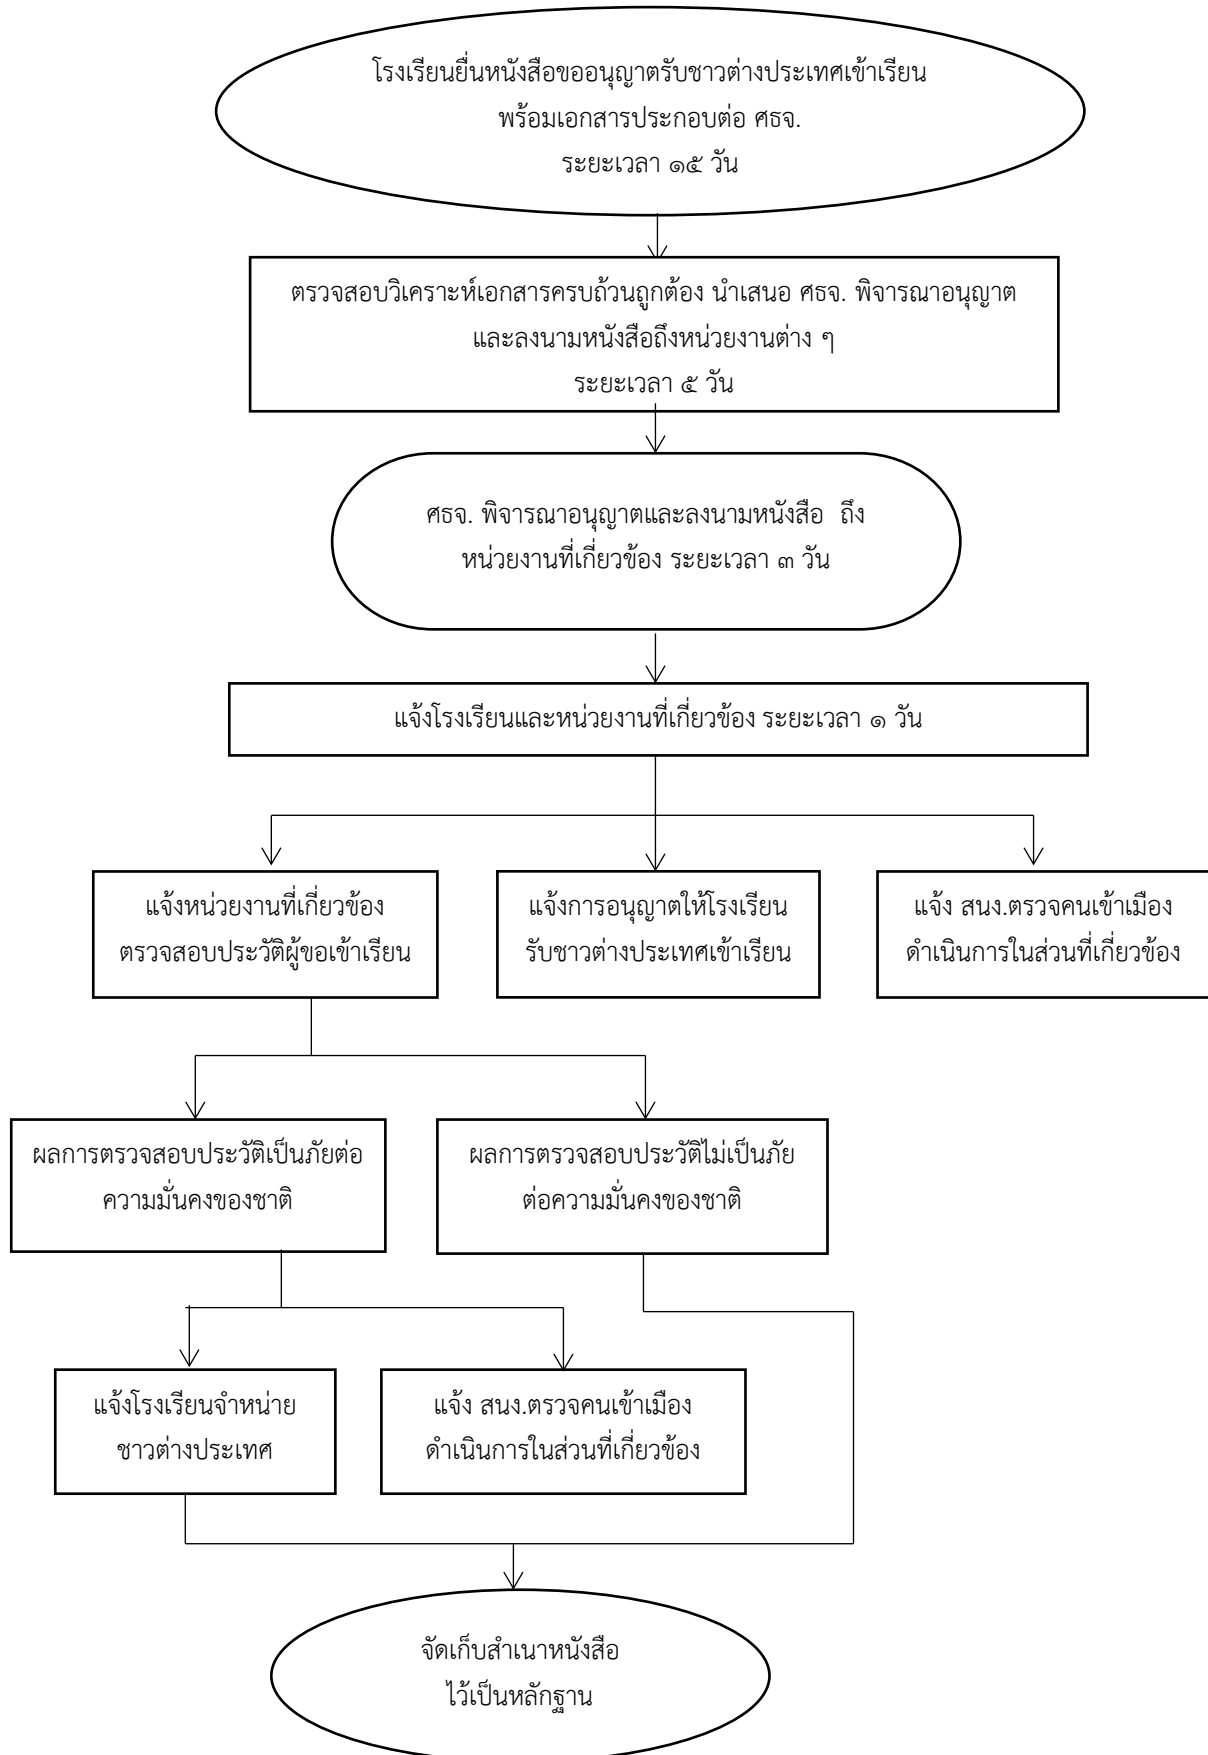 โรงเรียนยื่นหนังสือขออนุญาตรับชาวต่างประเทศเข้าเรียน
พร้อมเอกสารประกอบต่อ ศธจ.
ระยะเวลา ๑๕ วัน
ตรวจสอบวิเคราะห์เอกสารครบถ้วนถูกต้อง นำเสนอ ศธจ. พิจารณาอนุญาต
และลงนามหนังสือถึงหน่วยงานต่าง ๆ
ระยะเวลา ๕ วัน
ศธจ. พิจารณาอนุญาตและลงนามหนังสือ ถึง
หน่วยงานที่เกี่ยวข้อง ระยะเวลา ๓ วัน
แจ้งโรงเรียนและหน่วยงานที่เกี่ยวข้อง ระยะเวลา ๑ วัน
แจ้งหน่วยงานที่เกี่ยวข้อง
ตรวจสอบประวัติผู้ขอเข้าเรียน
แจ้งการอนุญาตให้โรงเรียน
รับชาวต่างประเทศเข้าเรียน
แจ้ง สนง.ตรวจคนเข้าเมือง
ดำเนินการในส่วนที่เกี่ยวข้อง
ผลการตรวจสอบประวัติเป็นภัยต่อ
ความมั่นคงของชาติ
ผลการตรวจสอบประวัติไม่เป็นภัย
ต่อความมั่นคงของชาติ
แจ้งโรงเรียนจำหน่าย
ชาวต่างประเทศ
แจ้ง สนง.ตรวจคนเข้าเมือง
ดำเนินการในส่วนที่เกี่ยวข้อง
จัดเก็บสำเนาหนังสือ
ไว้เป็นหลักฐาน